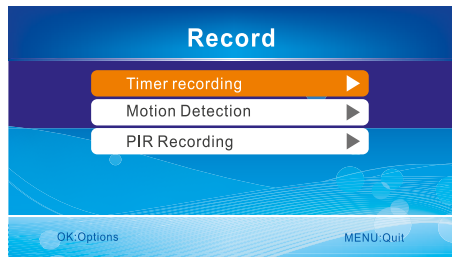 Record
Timer recording
Motion Detection
PIR Recording
OK:Options MENU:Quit